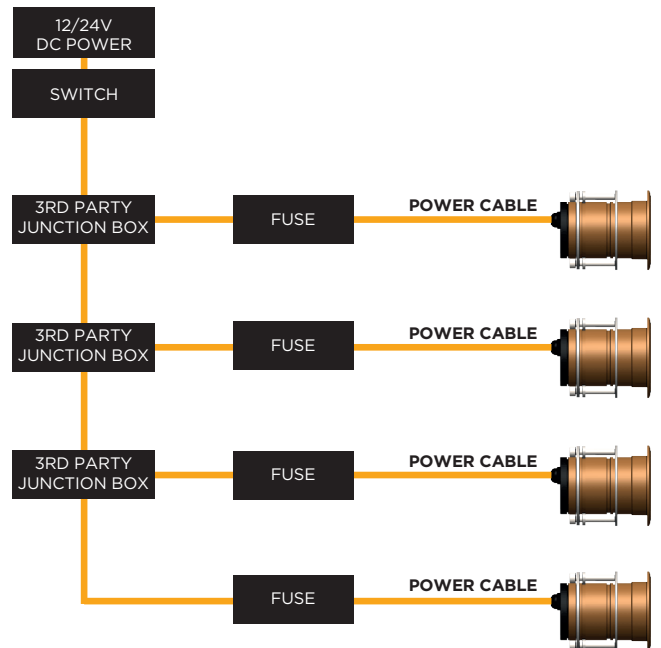 12/24V
DC POWER
SWITCH
3RD PARTY
JUNCTION BOX
FUSE
POWER CABLE
3RD PARTY
JUNCTION BOX
FUSE
POWER CABLE
3RD PARTY
JUNCTION BOX
FUSE
POWER CABLE
FUSE
POWER CABLE